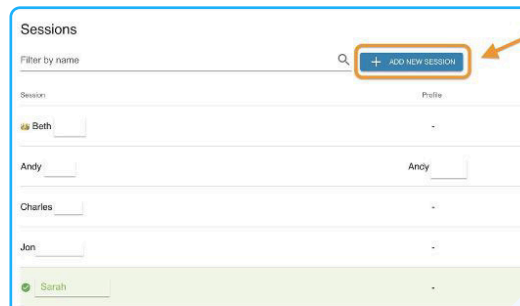 Sessions
Filter by name
+ ADD NEW SESSION
Session Profile
Beth -
Andy Andy
Charles -
Jon -
Sarah -